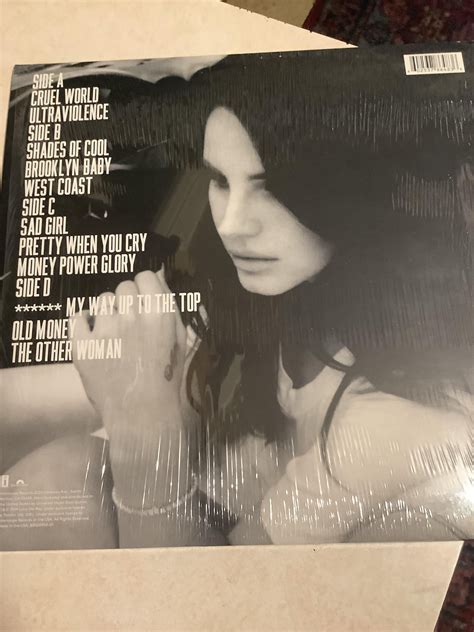 SIDE A
CRUEL WORLD
ULTRAVIOLENCE
SIDE B
SHADES OF COOL
BROOKLYN BABY
WEST COAST
SIDE C
SAD GIRL
PRETTY WHEN YOU CRY
MONEY POWER GLORY
SIDE D
****** MY WAY UP TO THE TOP
OLD MONEY
THE OTHER WOMAN